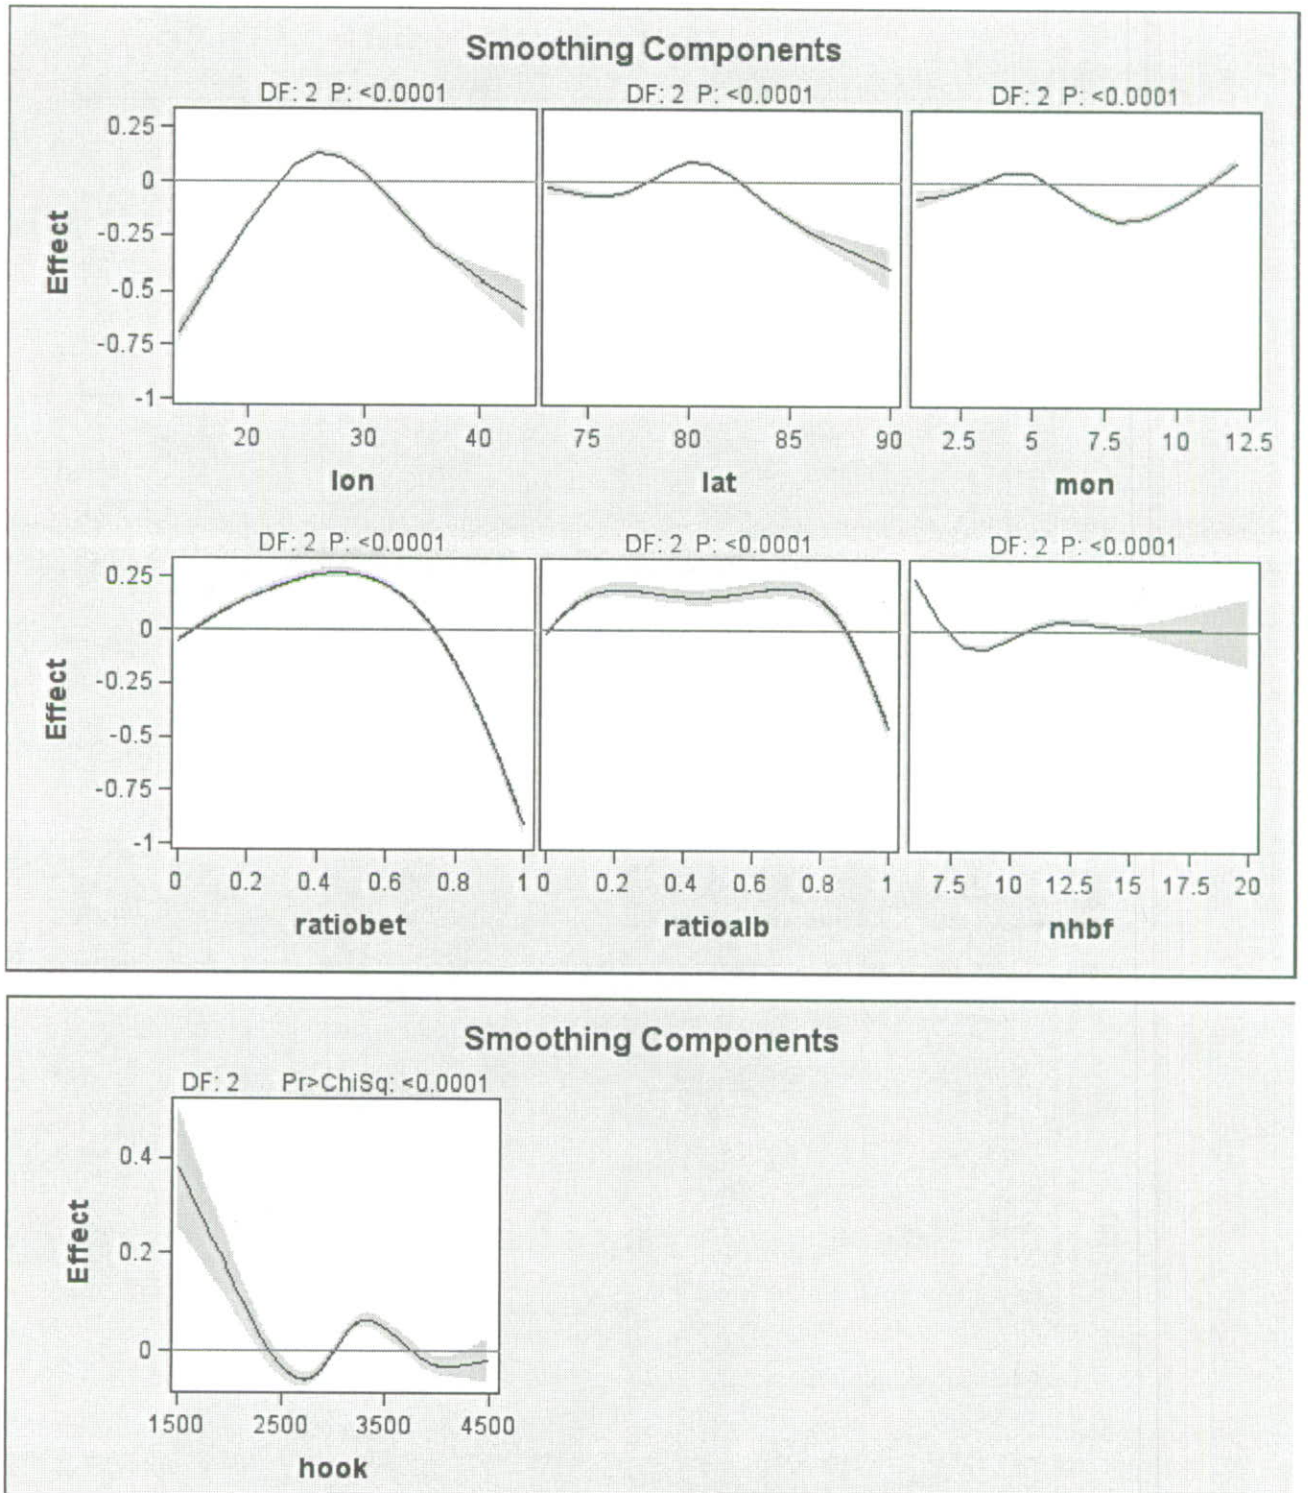 Smoothing Components
DF: 2 P: <0.0001 DF: 2 P: <0.0001 DF: 2 P: <0.0001
Effect
0.25
0
-0.25
-0.5
-0.75
-1
20 30 40 75 80 85 90 2.5 5 7.5 10 12.5
lon lat mon
DF: 2 P: <0.0001 DF: 2 P: <0.0001 DF: 2 P: <0.0001
Effect
0.25
0
-0.25
-0.5
-0.75
-1
0 0.2 0.4 0.6 0.8 1 0 0.2 0.4 0.6 0.8 1 7.5 10 12.5 15 17.5 20
ratiobet ratioalb nhbf
Smoothing Components
DF: 2 Pr>ChiSq: <0.0001
Effect
0.4
0.2
0
1500 2500 3500 4500
hook